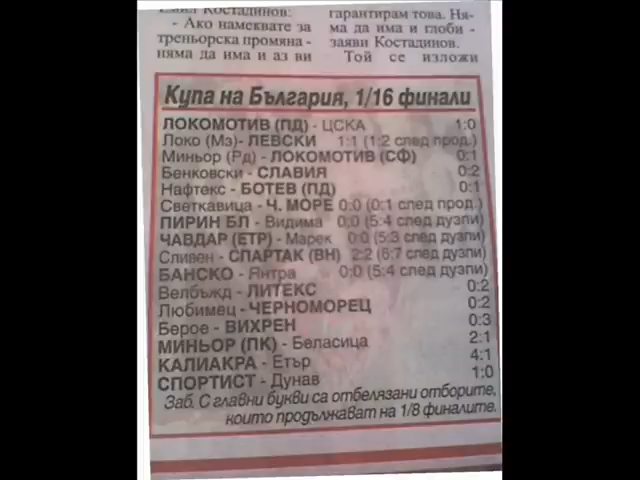 Емил Костадинов:
- Ако намеквате за
треньорска промяна -
няма да има и аз ви
гарантирам това. Ня-
ма да има и глоби -
заяви Костадинов.
Той се изложи
Купа на България, 1/16 финали
ЛОКОМОТИВ (ПД) - ЦСКА 1:0
Локо (Мз)- ЛЕВСКИ 1:1 (1:2 след прод.)
Миньор (Рд) - ЛОКОМОТИВ (СФ) 0:1
Бенковски - СЛАВИЯ 0:2
Нафтекс - БОТЕВ (ПД) 0:1
Светкавица - Ч. МОРЕ 0:0 (0:1 след прод.)
ПИРИН БЛ - Видима 0:0 (5:4 след дузпи)
ЧАВДАР (ЕТР) - Марек 0:0 (5:3 след дузпи)
Сливен - СПАРТАК (ВН) 2:2 (6:7 след дузпи)
БАНСКО - Янтра 0:0 (5:4 след дузпи)
Велбъжд - ЛИТЕКС 0:2
Любимец - ЧЕРНОМОРЕЦ 0:2
Берое - ВИХРЕН 0:3
МИНЬОР (ПК) - Беласица 2:1
КАЛИАКРА - Етър 4:1
СПОРТИСТ - Дунав 1:0
Заб. С главни букви са отбелязани отборите,
които продължават на 1/8 финалите.